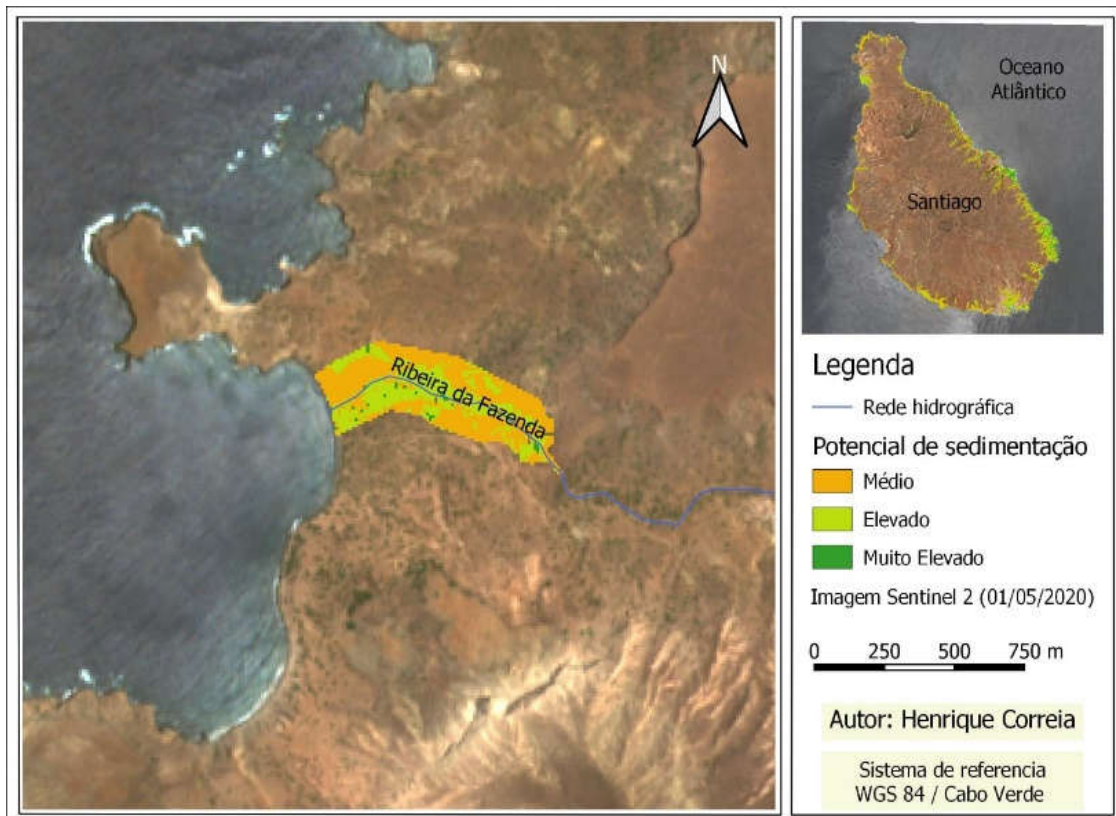 N
Ribeira da Fazenda
Oceano
Atlântico
Santiago
Legenda
Rede hidrográfica
Potencial de sedimentação
Médio
Elevado
Muito Elevado
Imagem Sentinel 2 (01/05/2020)
0 250 500 750 m
Autor: Henrique Correia
Sistema de referencia
WGS 84 / Cabo Verde